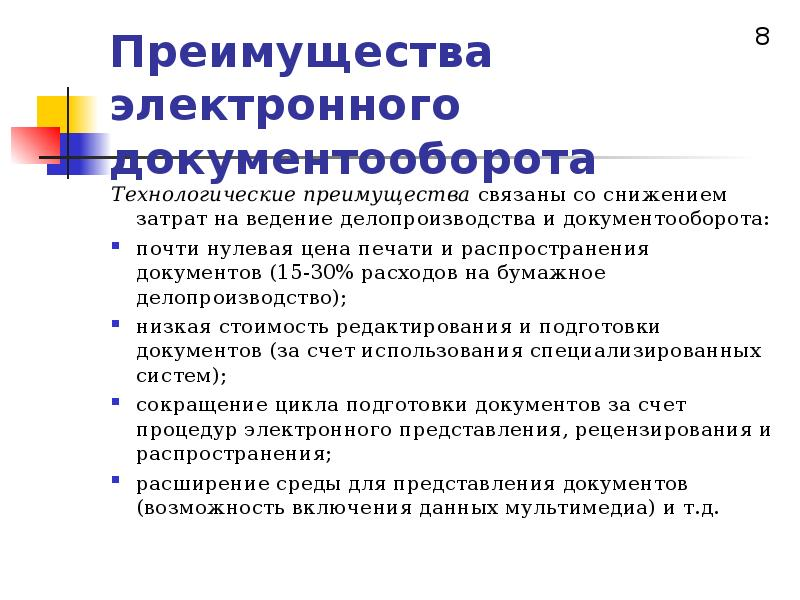 8
Преимущества
электронного
документооборота
Технологические преимущества связаны со снижением
затрат на ведение делопроизводства и документооборота:
почти нулевая цена печати и распространения
документов (15-30% расходов на бумажное
делопроизводство);
низкая стоимость редактирования и подготовки
документов (за счет использования специализированных
систем);
сокращение цикла подготовки документов за счет
процедур электронного представления, рецензирования и
распространения;
расширение среды для представления документов
(возможность включения данных мультимедиа) и т.д.